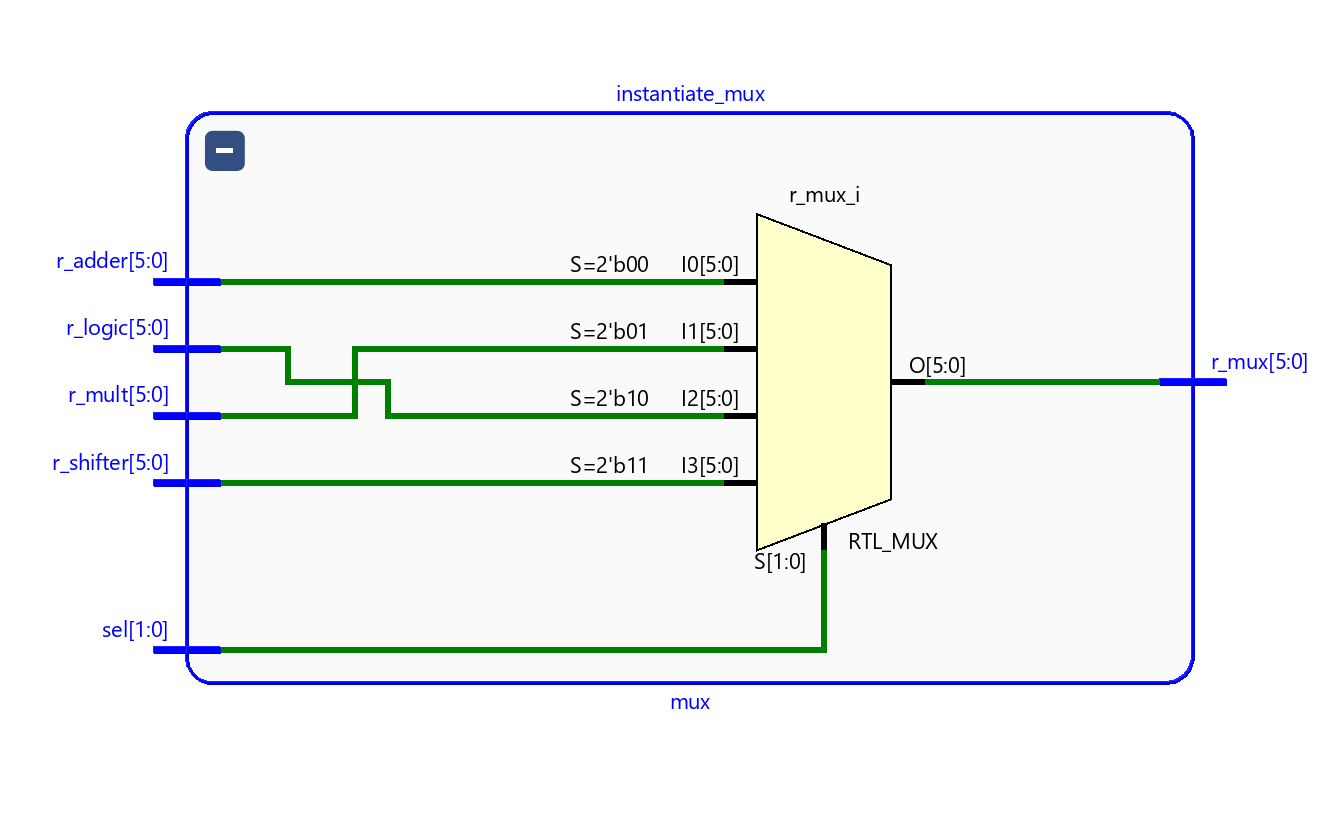 instantiate_mux
r_mux_i
r_adder[5:0]
S=2'b00 I0[5:0]
r_logic[5:0]
S=2'b01 I1[5:0]
r_mult[5:0]
S=2'b10 I2[5:0]
r_shifter[5:0]
S=2'b11 I3[5:0]
O[5:0]
r_mux[5:0]
S[1:0]
RTL_MUX
sel[1:0]
mux